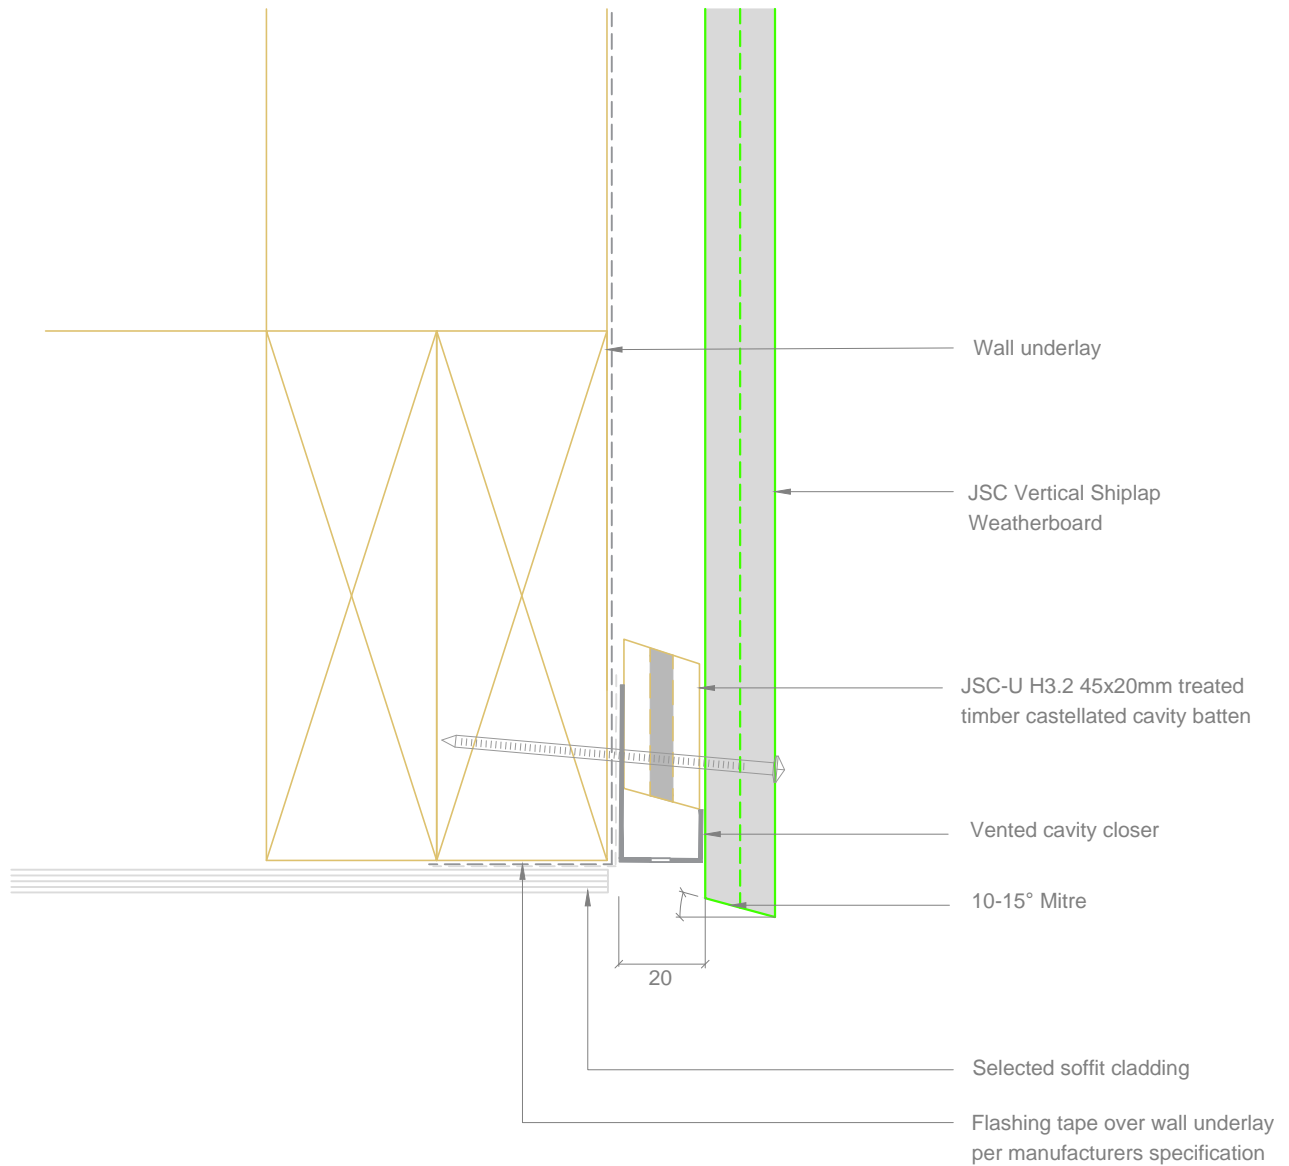 Wall underlay
JSC Vertical Shiplap
Weatherboard
JSC-U H3.2 45x20mm treated
timber castellated cavity batten
Vented cavity closer
10-15° Mitre
20
Selected soffit cladding
Flashing tape over wall underlay
per manufacturers specification